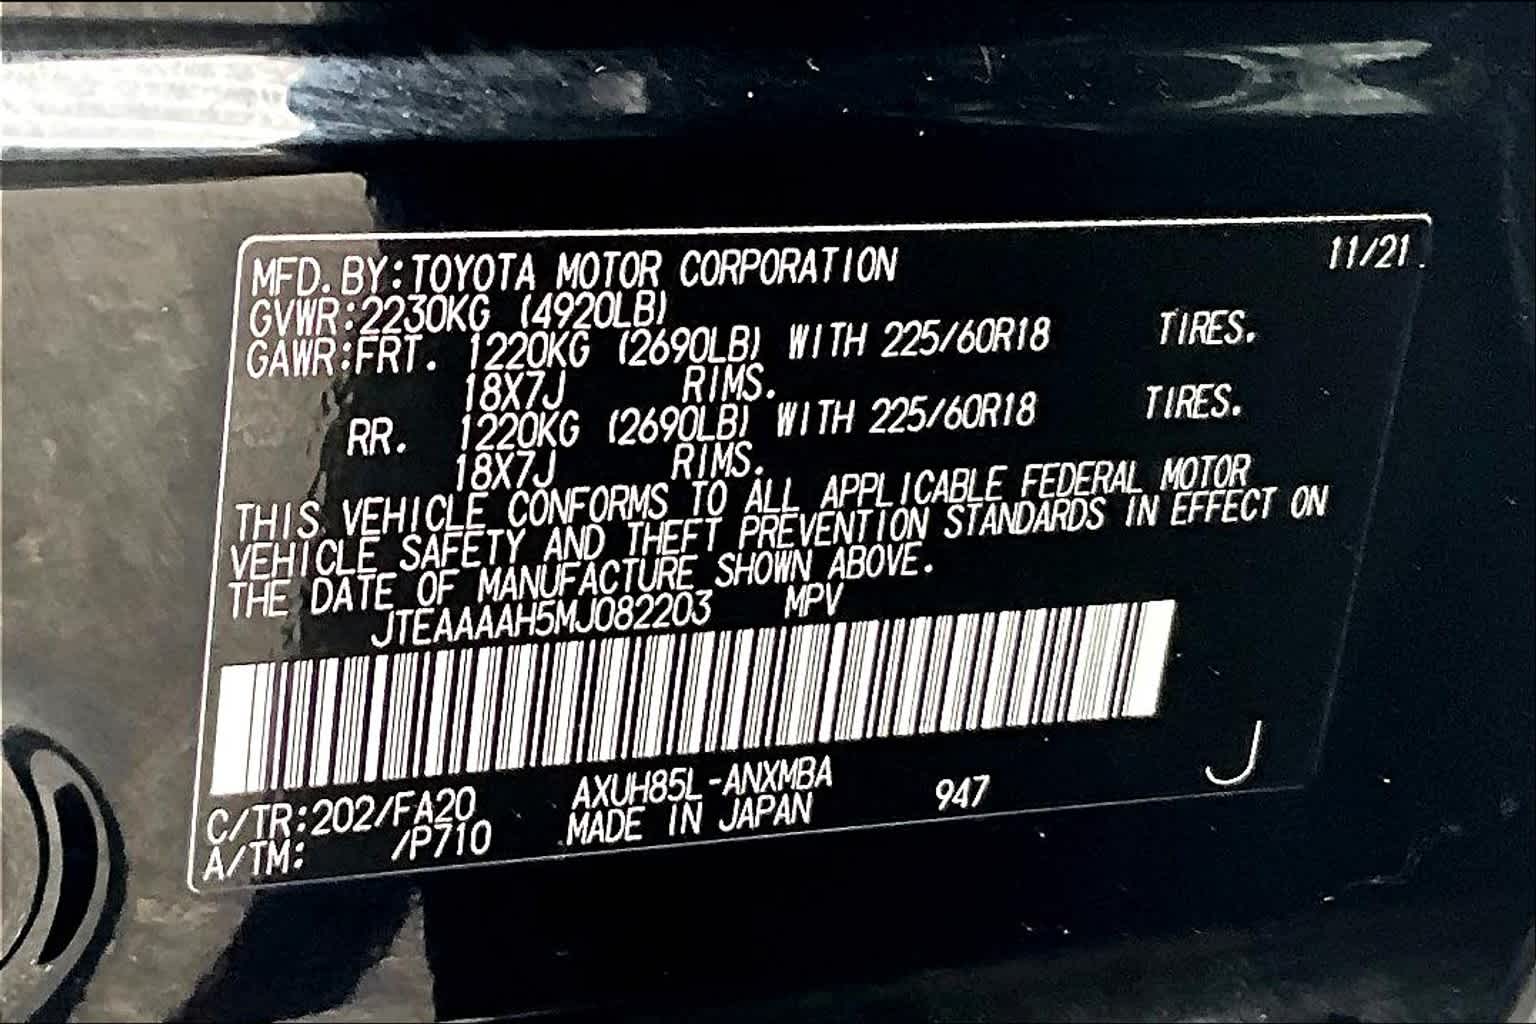 11/21
MFD. BY: TOYOTA MOTOR CORPORATION
GVWR: 2230KG (4920LB)
GAWR: FRT. 1220KG (2690LB) WITH 225/60R18 TIRES.
18X7J RIMS.
RR. 1220KG (2690LB) WITH 225/60R18 TIRES.
18X7J RIMS.
THIS VEHICLE CONFORMS TO ALL APPLICABLE FEDERAL MOTOR
VEHICLE SAFETY AND THEFT PREVENTION STANDARDS IN EFFECT ON
THE DATE OF MANUFACTURE SHOWN ABOVE.
JTEAAAAH5MJ082203 MPV
C/TR: 202/FA20 AXUH85L-ANXMBA 947 J
A/TM: /P710 MADE IN JAPAN